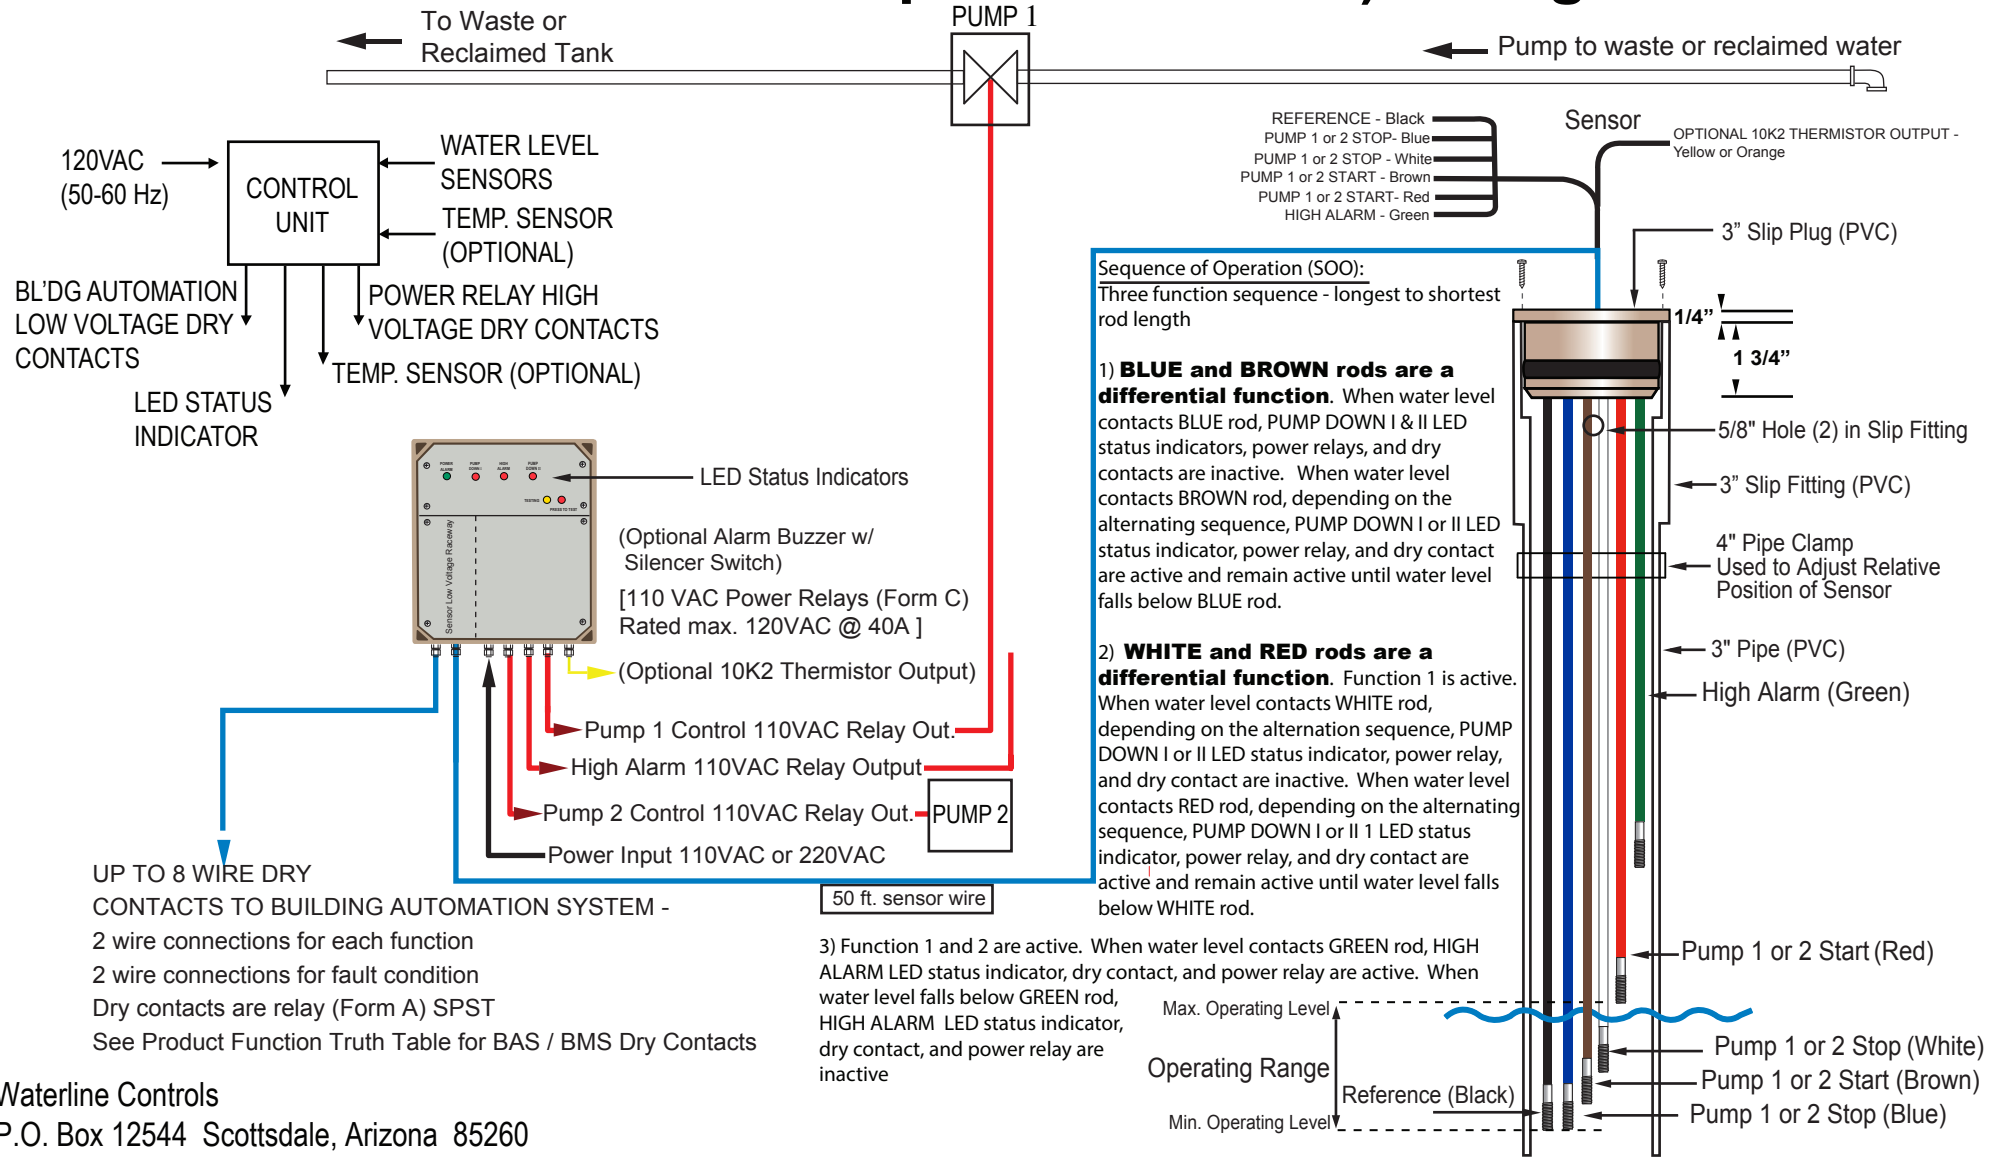 PUMP 1
To Waste or
Reclaimed Tank
Pump to waste or reclaimed water
120VAC
(50-60 Hz)
CONTROL
UNIT
WATER LEVEL
SENSORS
TEMP. SENSOR
(OPTIONAL)
BL'DG AUTOMATION
LOW VOLTAGE DRY
CONTACTS
POWER RELAY HIGH
VOLTAGE DRY CONTACTS
TEMP. SENSOR (OPTIONAL)
LED STATUS
INDICATOR
REFERENCE - Black
PUMP 1 or 2 STOP- Blue
PUMP 1 or 2 STOP - White
PUMP 1 or 2 START - Brown
PUMP 1 or 2 START- Red
HIGH ALARM - Green
Sensor
OPTIONAL 10K2 THERMISTOR OUTPUT -
Yellow or Orange
3” Slip Plug (PVC)
1/4”
1 3/4”
5/8" Hole (2) in Slip Fitting
3” Slip Fitting (PVC)
4" Pipe Clamp
Used to Adjust Relative
Position of Sensor
3" Pipe (PVC)
High Alarm (Green)
Pump 1 or 2 Start (Red)
Pump 1 or 2 Stop (White)
Pump 1 or 2 Start (Brown)
Pump 1 or 2 Stop (Blue)
Sequence of Operation (SOO):
Three function sequence - longest to shortest
rod length
1) BLUE and BROWN rods are a
differential function. When water level
contacts BLUE rod, PUMP DOWN I & II LED
status indicators, power relays, and dry
contacts are inactive. When water level
contacts BROWN rod, depending on the
alternating sequence, PUMP DOWN I or II LED
status indicator, power relay, and dry contact
are active and remain active until water level
falls below BLUE rod.
2) WHITE and RED rods are a
differential function. Function 1 is active.
When water level contacts WHITE rod,
depending on the alternation sequence, PUMP
DOWN I or II LED status indicator, power relay,
and dry contact are inactive. When water level
contacts RED rod, depending on the alternating
sequence, PUMP DOWN I or II 1 LED status
indicator, power relay, and dry contact are
active and remain active until water level falls
below WHITE rod.
3) Function 1 and 2 are active. When water level contacts GREEN rod, HIGH
ALARM LED status indicator, dry contact, and power relay are active. When
water level falls below GREEN rod,
HIGH ALARM LED status indicator,
dry contact, and power relay are
inactive
Max. Operating Level
Operating Range
Reference (Black)
Min. Operating Level
POWER
ALARM
PUMP
DOWN I
HIGH
ALARM
PUMP
DOWN II
TESTING
PRESS TO TEST
Sensor Low Voltage Raceway
LED Status Indicators
(Optional Alarm Buzzer w/
Silencer Switch)
[110 VAC Power Relays (Form C)
Rated max. 120VAC @ 40A ]
(Optional 10K2 Thermistor Output)
Pump 1 Control 110VAC Relay Out.
High Alarm 110VAC Relay Output
Pump 2 Control 110VAC Relay Out.
PUMP 2
Power Input 110VAC or 220VAC
50 ft. sensor wire
UP TO 8 WIRE DRY
CONTACTS TO BUILDING AUTOMATION SYSTEM -
2 wire connections for each function
2 wire connections for fault condition
Dry contacts are relay (Form A) SPST
See Product Function Truth Table for BAS / BMS Dry Contacts
Waterline Controls
P.O. Box 12544 Scottsdale, Arizona 85260